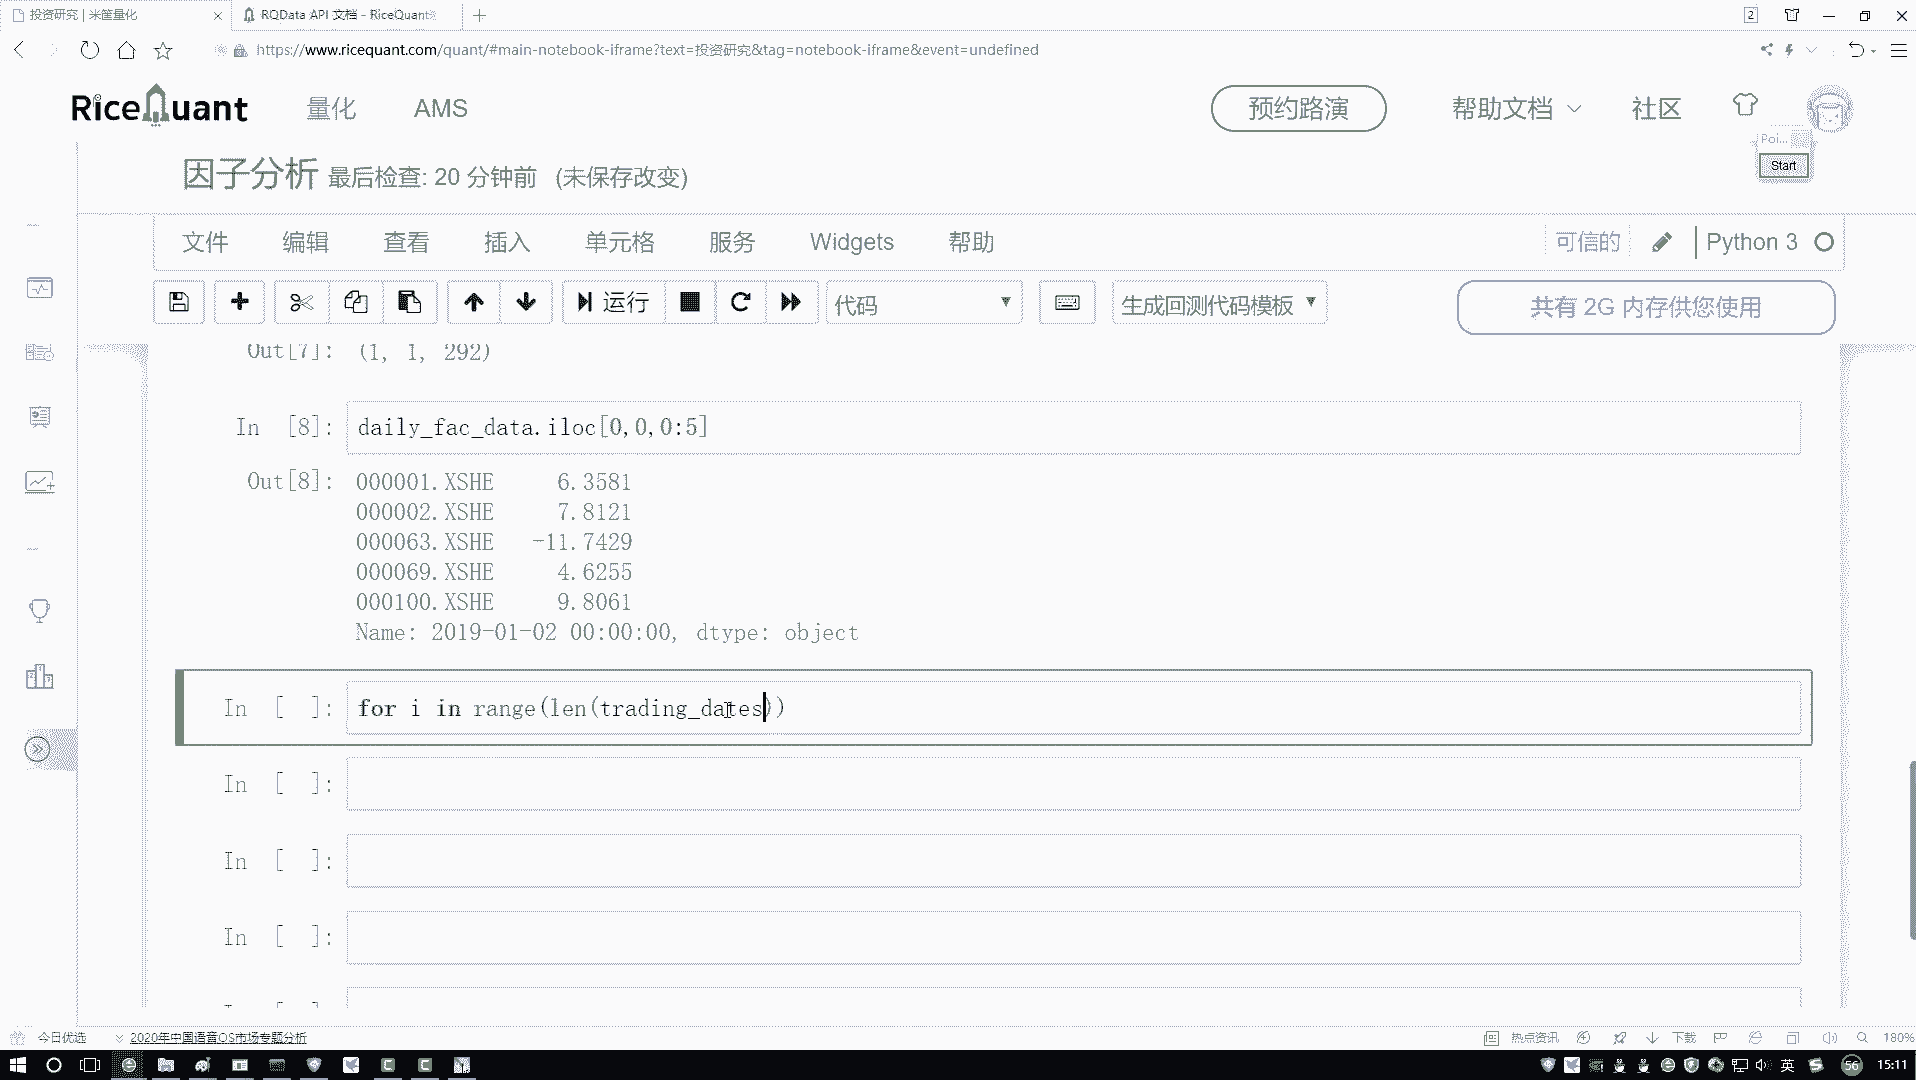 投资研究 | 米筐量化
RQData API 文档 - RiceQuant
2
https://www.ricequant.com/quant/#main-notebook-iframe?text=投资研究&tag=notebook-iframe&event=undefined
RiceQuant 量化 AMS 预约路演 帮助文档 社区
Poi...
Start
因子分析 最后检查: 20 分钟前 (未保存改变)
文件 编辑 查看 插入 单元格 服务 Widgets 帮助 可信的 Python 3
运行 代码 生成回测代码模板 共有 2G 内存供您使用
Out[7]: (1, 1, 292)
In [8]: daily_fac_data.iloc[0,0,0:5]
Out[8]: 000001.XSHE 6.3581
000002.XSHE 7.8121
000063.XSHE -11.7429
000069.XSHE 4.6255
000100.XSHE 9.8061
Name: 2019-01-02 00:00:00, dtype: object
In [ ]: for i in range(len(trading_dates))
In [ ]:
In [ ]:
In [ ]:
今日优选 2020年中国语音OS市场专题分析 热点资讯 下载 180%
英 56 15:11